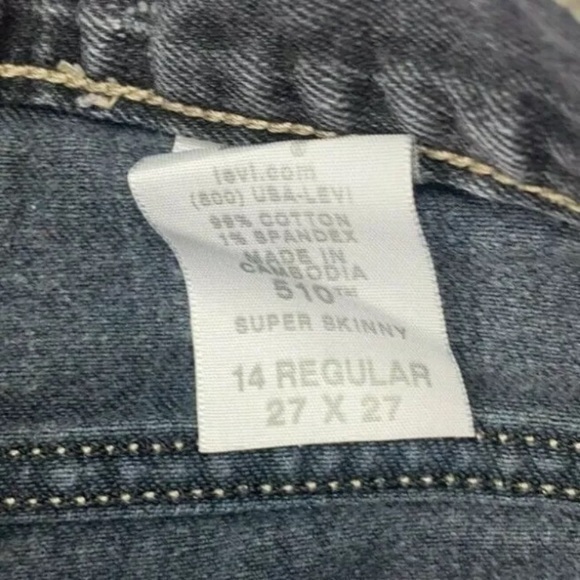 levi.com
(800) USA-LEVI
99% COTTON
1% SPANDEX
MADE IN
CAMBODIA
510™
SUPER SKINNY
14 REGULAR
27 X 27